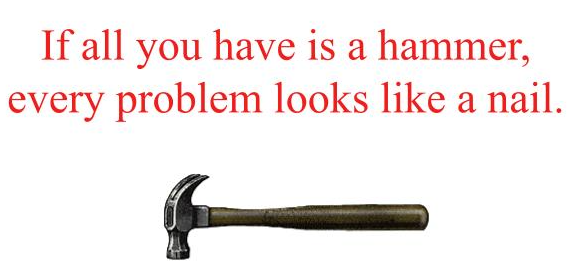 If all you have is a hammer,
every problem looks like a nail.